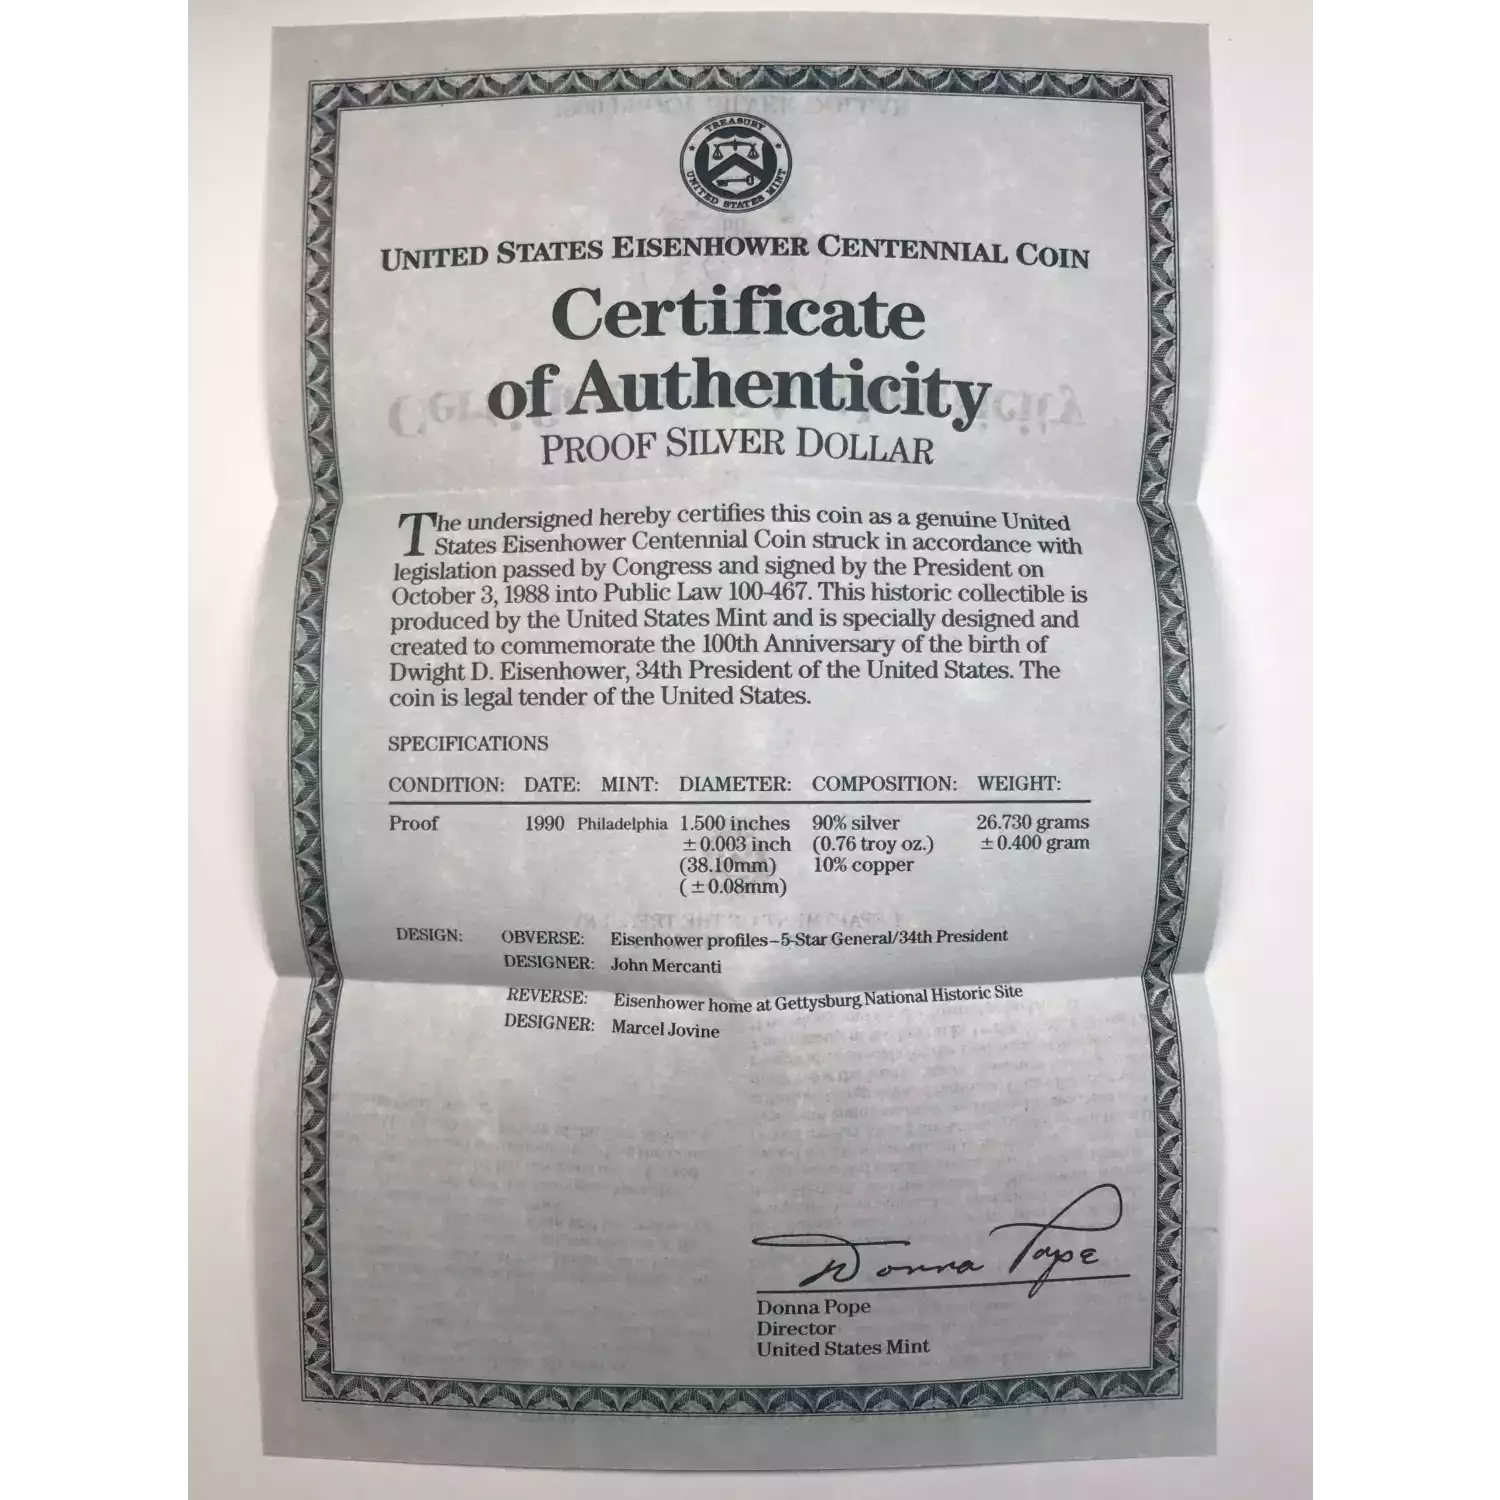 TREASURY
UNITED STATES MINT
UNITED STATES EISENHOWER CENTENNIAL COIN
Certificate
of Authenticity
PROOF SILVER DOLLAR
The undersigned hereby certifies this coin as a genuine United
States Eisenhower Centennial Coin struck in accordance with
legislation passed by Congress and signed by the President on
October 3, 1988 into Public Law 100-467. This historic collectible is
produced by the United States Mint and is specially designed and
created to commemorate the 100th Anniversary of the birth of
Dwight D. Eisenhower, 34th President of the United States. The
coin is legal tender of the United States.
SPECIFICATIONS
CONDITION: DATE: MINT: DIAMETER: COMPOSITION: WEIGHT:
Proof 1990 Philadelphia 1.500 inches 90% silver 26.730 grams
±0.003 inch (0.76 troy oz.) ±0.400 gram
(38.10mm) 10% copper
(±0.08mm)
DESIGN: OBVERSE: Eisenhower profiles–5-Star General/34th President
DESIGNER: John Mercanti
REVERSE: Eisenhower home at Gettysburg National Historic Site
DESIGNER: Marcel Jovine
Donna Pope
Donna Pope
Director
United States Mint